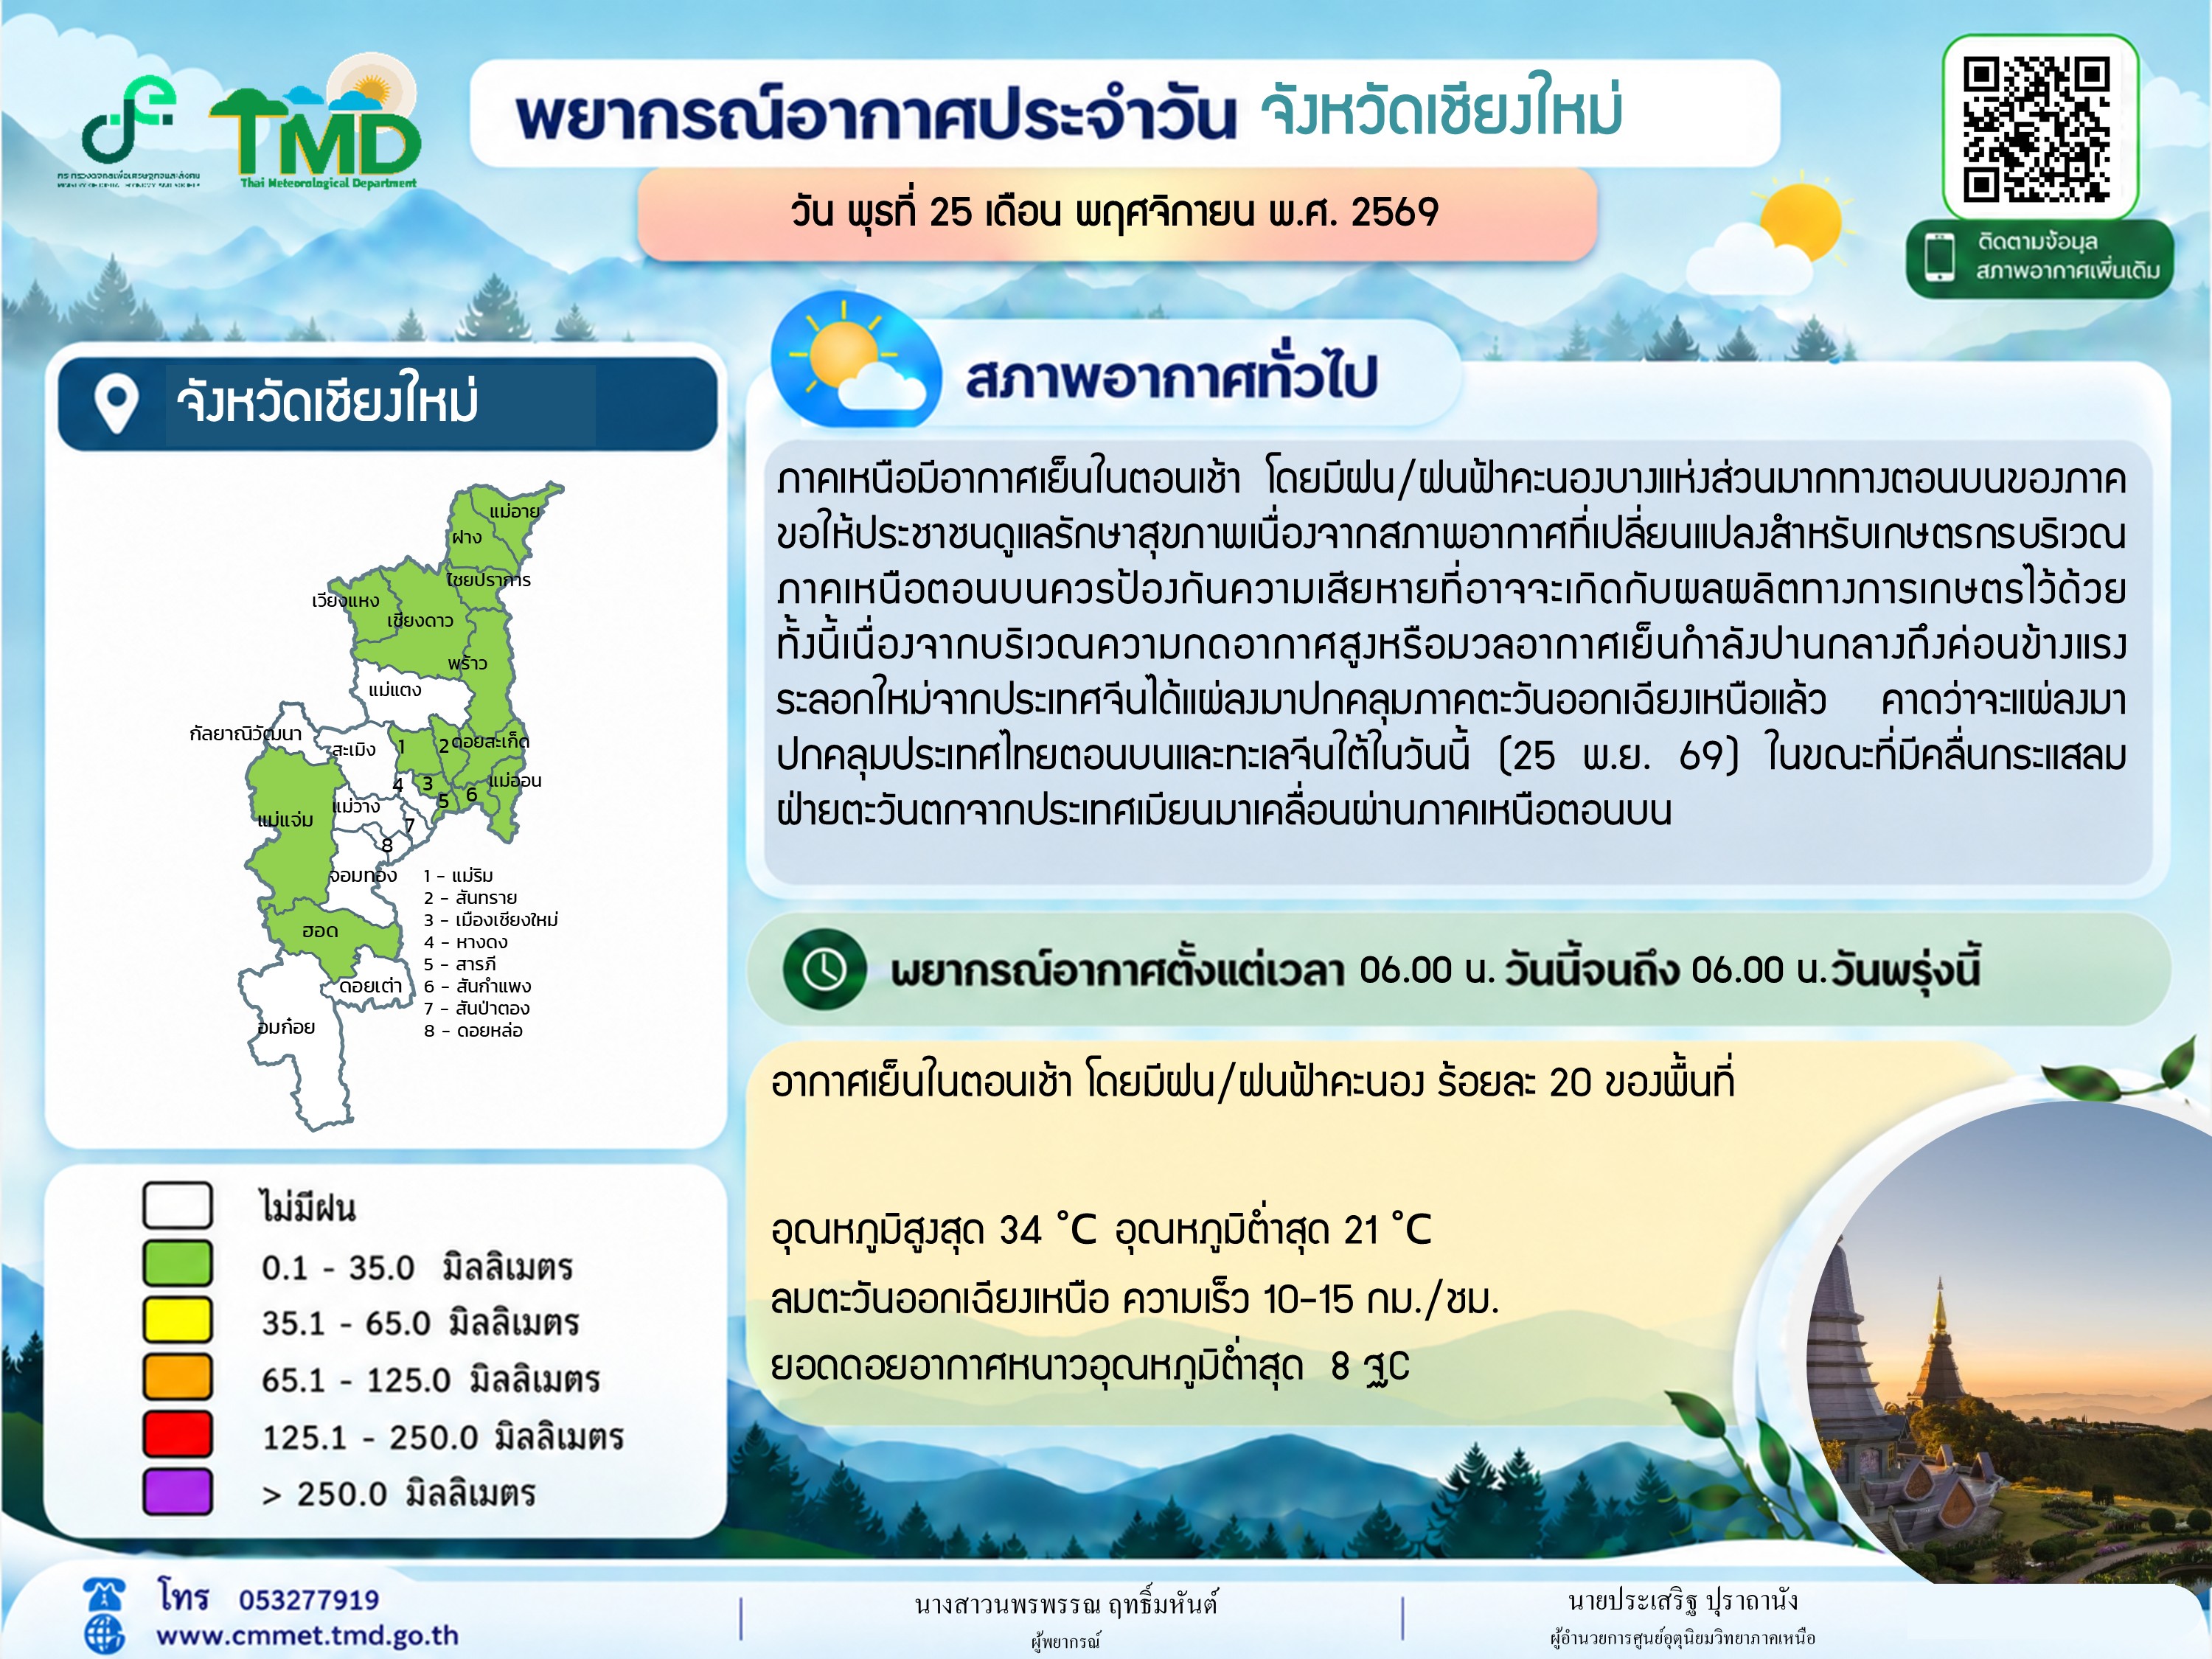 พยากรณ์อากาศประจำวัน จังหวัดเชียงใหม่
TMD
Thai Meteorological Department
วัน พุธที่ 25 เดือน พฤศจิกายน พ.ศ. 2569
ติดตามข้อมูล
สภาพอากาศเพิ่มเติม
จังหวัดเชียงใหม่
แม่อาย
ฝาง
ไชยปราการ
เวียงแหง
เชียงดาว
พร้าว
แม่แตง
กัลยาณิวัฒนา
สะเมิง
1
2
ดอยสะเก็ด
4
3
แม่ออน
5
6
แม่วาง
7
แม่แจ่ม
8
จอมทอง
1 - แม่ริม
2 - สันทราย
3 - เมืองเชียงใหม่
4 - หางดง
5 - สารภี
6 - สันกำแพง
7 - สันป่าตอง
8 - ดอยหล่อ
ฮอด
ดอยเต่า
อมก๋อย
ไม่มีฝน
0.1 - 35.0 มิลลิเมตร
35.1 - 65.0 มิลลิเมตร
65.1 - 125.0 มิลลิเมตร
125.1 - 250.0 มิลลิเมตร
> 250.0 มิลลิเมตร
สภาพอากาศทั่วไป
ภาคเหนือมีอากาศเย็นในตอนเช้า โดยมีฝน/ฝนฟ้าคะนองบางแห่งส่วนมากทางตอนบนของภาค
ขอให้ประชาชนดูแลรักษาสุขภาพเนื่องจากสภาพอากาศที่เปลี่ยนแปลงสำหรับเกษตรกรบริเวณ
ภาคเหนือตอนบนควรป้องกันความเสียหายที่อาจจะเกิดกับผลผลิตทางการเกษตรไว้ด้วย
ทั้งนี้เนื่องจากบริเวณความกดอากาศสูงหรือมวลอากาศเย็นกำลังปานกลางถึงค่อนข้างแรง
ระลอกใหม่จากประเทศจีนได้แผ่ลงมาปกคลุมภาคตะวันออกเฉียงเหนือแล้ว คาดว่าจะแผ่ลงมา
ปกคลุมประเทศไทยตอนบนและทะเลจีนใต้ในวันนี้ (25 พ.ย. 69) ในขณะที่มีคลื่นกระแสลม
ฝ่ายตะวันตกจากประเทศเมียนมาเคลื่อนผ่านภาคเหนือตอนบน
พยากรณ์อากาศตั้งแต่เวลา 06.00 น. วันนี้จนถึง 06.00 น. วันพรุ่งนี้
อากาศเย็นในตอนเช้า โดยมีฝน/ฝนฟ้าคะนอง ร้อยละ 20 ของพื้นที่
อุณหภูมิสูงสุด 34 °C อุณหภูมิต่ำสุด 21 °C
ลมตะวันออกเฉียงเหนือ ความเร็ว 10-15 กม./ชม.
ยอดดอยอากาศหนาวอุณหภูมิต่ำสุด 8 ฐC
โทร 053277919
www.cmmet.tmd.go.th
นางสาวนพรพรรณ ฤทธิ์มหันต์
ผู้พยากรณ์
นายประเสริฐ ปุราถานัง
ผู้อำนวยการศูนย์อุตุนิยมวิทยาภาคเหนือ